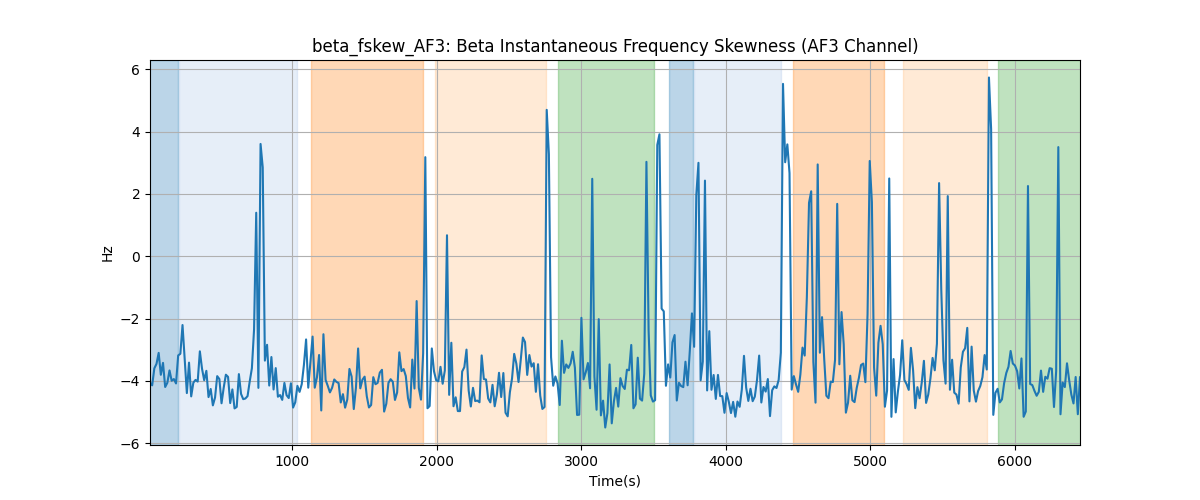 beta_fskew_AF3: Beta Instantaneous Frequency Skewness (AF3 Channel)
6
4
2
0
−2
−4
−6
Hz
1000 2000 3000 4000 5000 6000
Time(s)